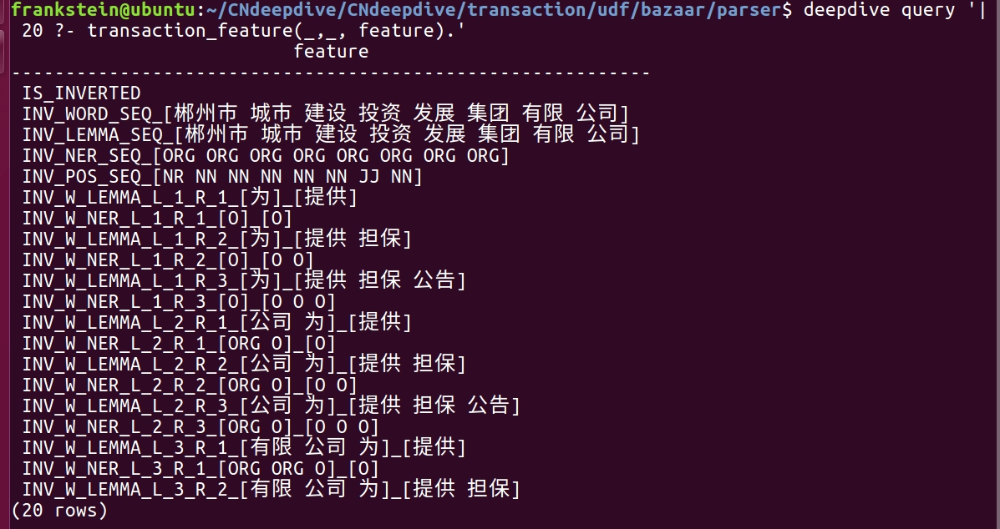 frankstein@ubuntu:~/CNdeepdive/CNdeepdive/transaction/udf/bazaar/parser$ deepdive query '|
20 ?- transaction_feature(_,_, feature).'
feature
-----------------------------------------------------------
IS_INVERTED
INV_WORD_SEQ_[郴州市 城市 建设 投资 发展 集团 有限 公司]
INV_LEMMA_SEQ_[郴州市 城市 建设 投资 发展 集团 有限 公司]
INV_NER_SEQ_[ORG ORG ORG ORG ORG ORG ORG ORG]
INV_POS_SEQ_[NR NN NN NN NN NN JJ NN]
INV_W_LEMMA_L_1_R_1_[为]_[提供]
INV_W_NER_L_1_R_1_[O]_[O]
INV_W_LEMMA_L_1_R_2_[为]_[提供 担保]
INV_W_NER_L_1_R_2_[O]_[O O]
INV_W_LEMMA_L_1_R_3_[为]_[提供 担保 公告]
INV_W_NER_L_1_R_3_[O]_[O O O]
INV_W_LEMMA_L_2_R_1_[公司 为]_[提供]
INV_W_NER_L_2_R_1_[ORG O]_[O]
INV_W_LEMMA_L_2_R_2_[公司 为]_[提供 担保]
INV_W_NER_L_2_R_2_[ORG O]_[O O]
INV_W_LEMMA_L_2_R_3_[公司 为]_[提供 担保 公告]
INV_W_NER_L_2_R_3_[ORG O]_[O O O]
INV_W_LEMMA_L_3_R_1_[有限 公司 为]_[提供]
INV_W_NER_L_3_R_1_[ORG ORG O]_[O]
INV_W_LEMMA_L_3_R_2_[有限 公司 为]_[提供 担保]
(20 rows)